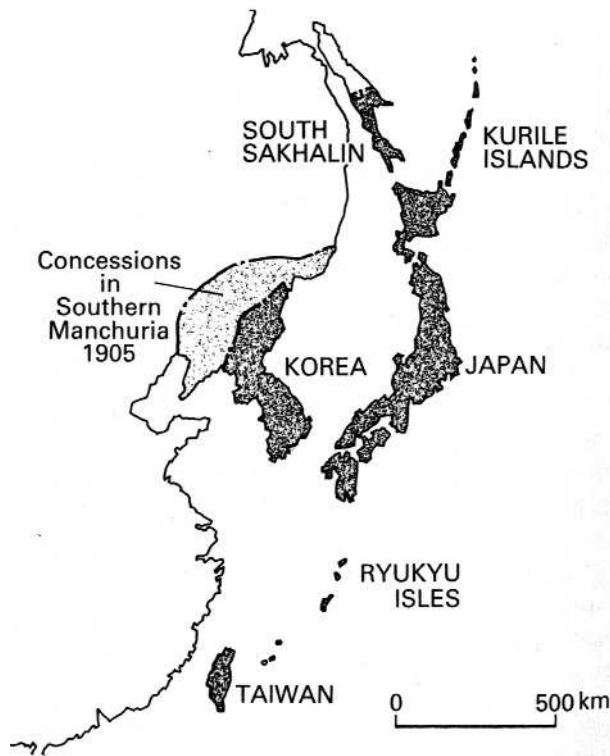 SOUTH
SAKHALIN
KURILE
ISLANDS
Concessions
in
Southern
Manchuria
1905
KOREA
JAPAN
RYUKYU
ISLES
TAIWAN
0 500 km